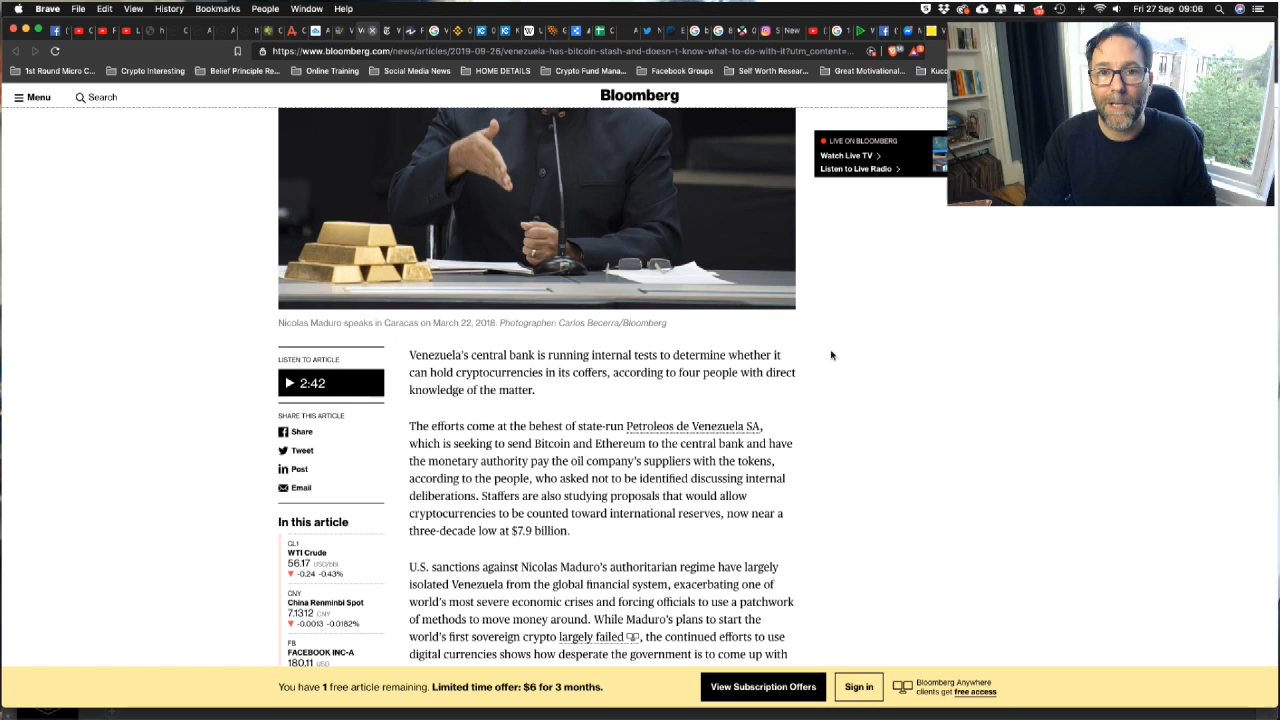 Brave File Edit View History Bookmarks People Window Help
Fri 27 Sep 09:06
https://www.bloomberg.com/news/articles/2019-09-26/venezuela-has-bitcoin-stash-and-doesn-t-know-what-to-do-with-it?utm_content=...
1st Round Micro C... Crypto Interesting Belief Principle Re... Online Training Social Media News HOME DETAILS Crypto Fund Mana... Facebook Groups Self Worth Resear... Great Motivational... Kucc
Menu Search Bloomberg
LIVE ON BLOOMBERG
Watch Live TV >
Listen to Live Radio >
Nicolas Maduro speaks in Caracas on March 22, 2018. Photographer: Carlos Becerra/Bloomberg
LISTEN TO ARTICLE
2:42
SHARE THIS ARTICLE
Share
Tweet
Post
Email
In this article
CL1
WTI Crude
56.17 USD/bbl
-0.24 -0.43%
CNY
China Renminbi Spot
7.1312 CNY
-0.0013 -0.0182%
FB
FACEBOOK INC-A
180.11 USD
Venezuela's central bank is running internal tests to determine whether it
can hold cryptocurrencies in its coffers, according to four people with direct
knowledge of the matter.
The efforts come at the behest of state-run Petroleos de Venezuela SA,
which is seeking to send Bitcoin and Ethereum to the central bank and have
the monetary authority pay the oil company's suppliers with the tokens,
according to the people, who asked not to be identified discussing internal
deliberations. Staffers are also studying proposals that would allow
cryptocurrencies to be counted toward international reserves, now near a
three-decade low at $7.9 billion.
U.S. sanctions against Nicolas Maduro's authoritarian regime have largely
isolated Venezuela from the global financial system, exacerbating one of
world's most severe economic crises and forcing officials to use a patchwork
of methods to move money around. While Maduro's plans to start the
world's first sovereign crypto largely failed, the continued efforts to use
digital currencies shows how desperate the government is to come up with
You have 1 free article remaining. Limited time offer: $6 for 3 months.
View Subscription Offers
Sign in
Bloomberg Anywhere
clients get free access